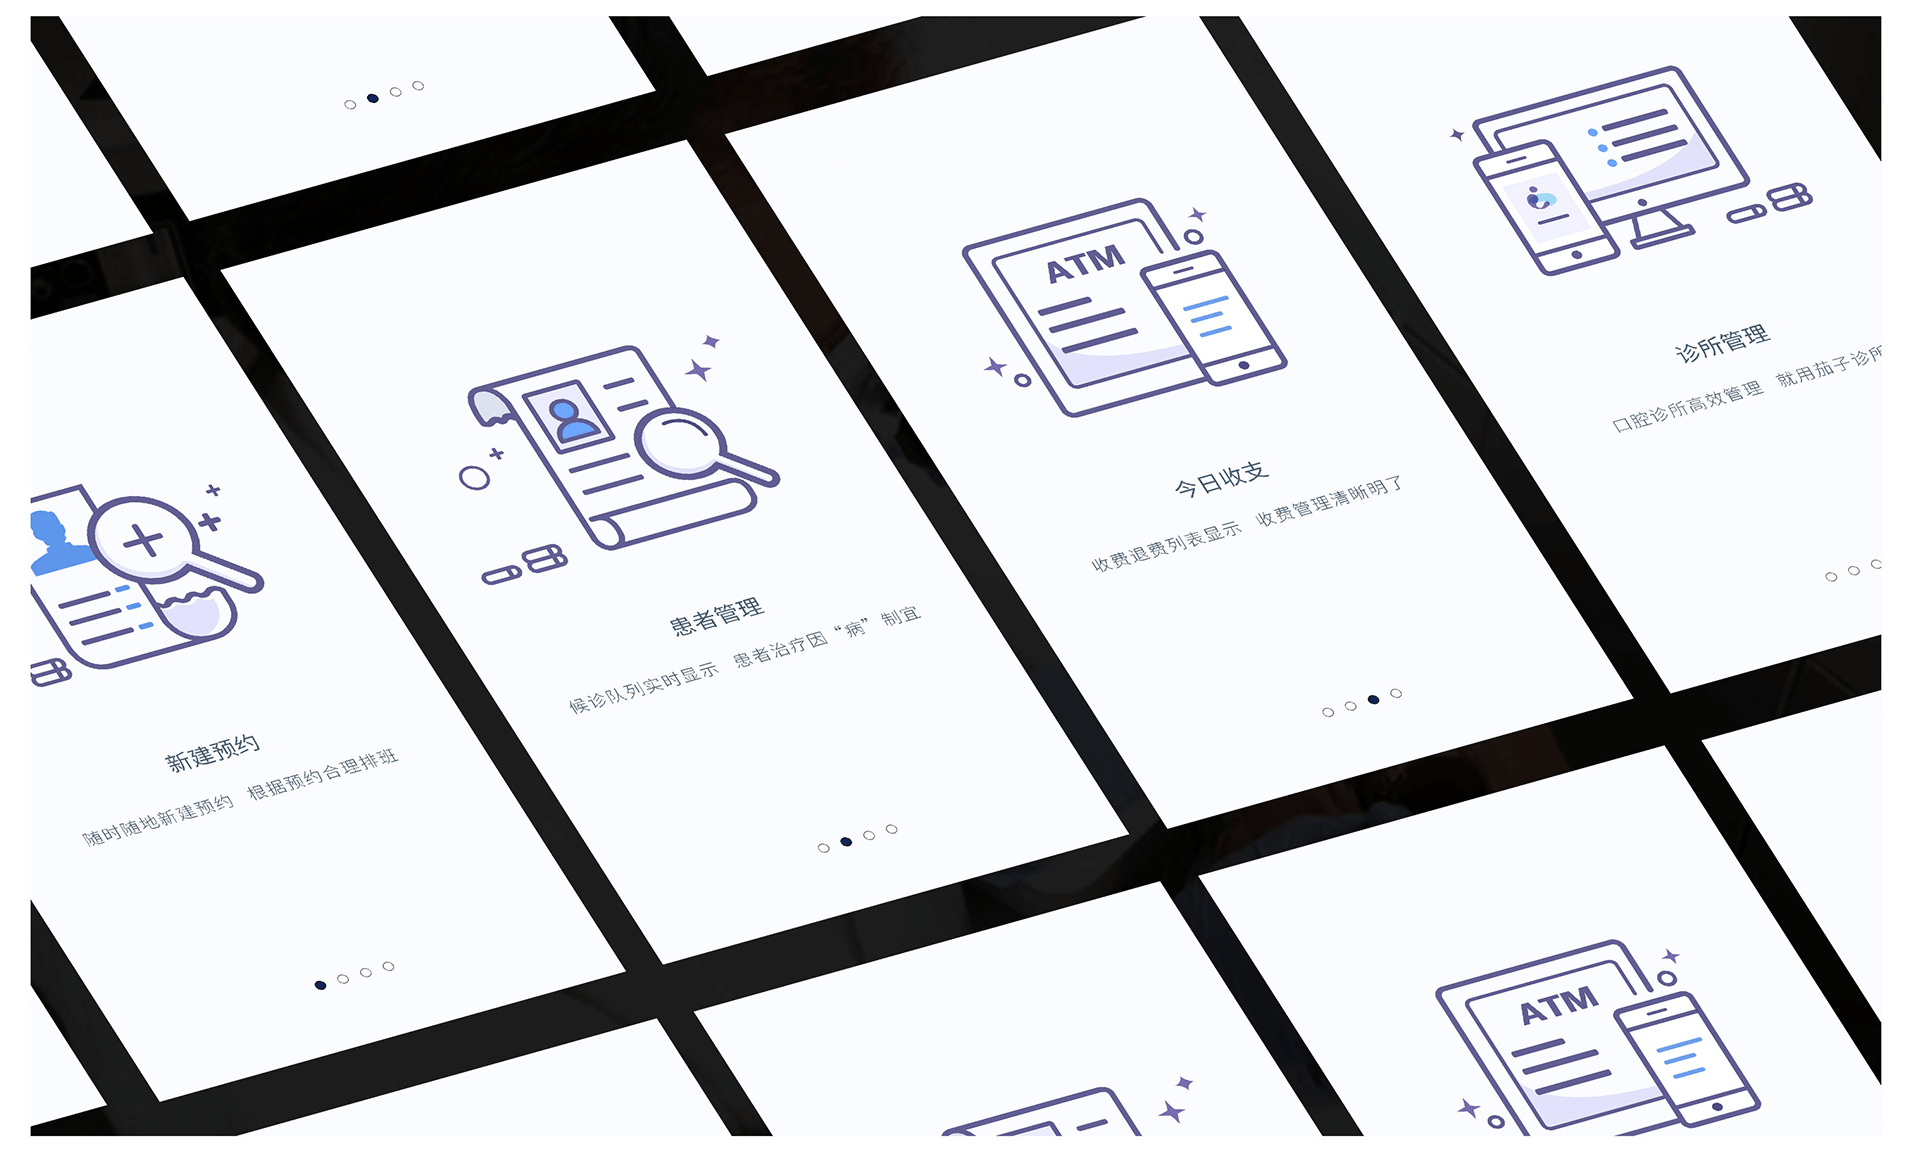 新建预约
随时随地新建预约 根据预约合理排班
患者管理
候诊队列实时显示 患者治疗因“病”制宜
ATM
今日收支
收费退费列表显示 收费管理清晰明了
诊所管理
口腔诊所高效管理 就用茄子诊所
ATM